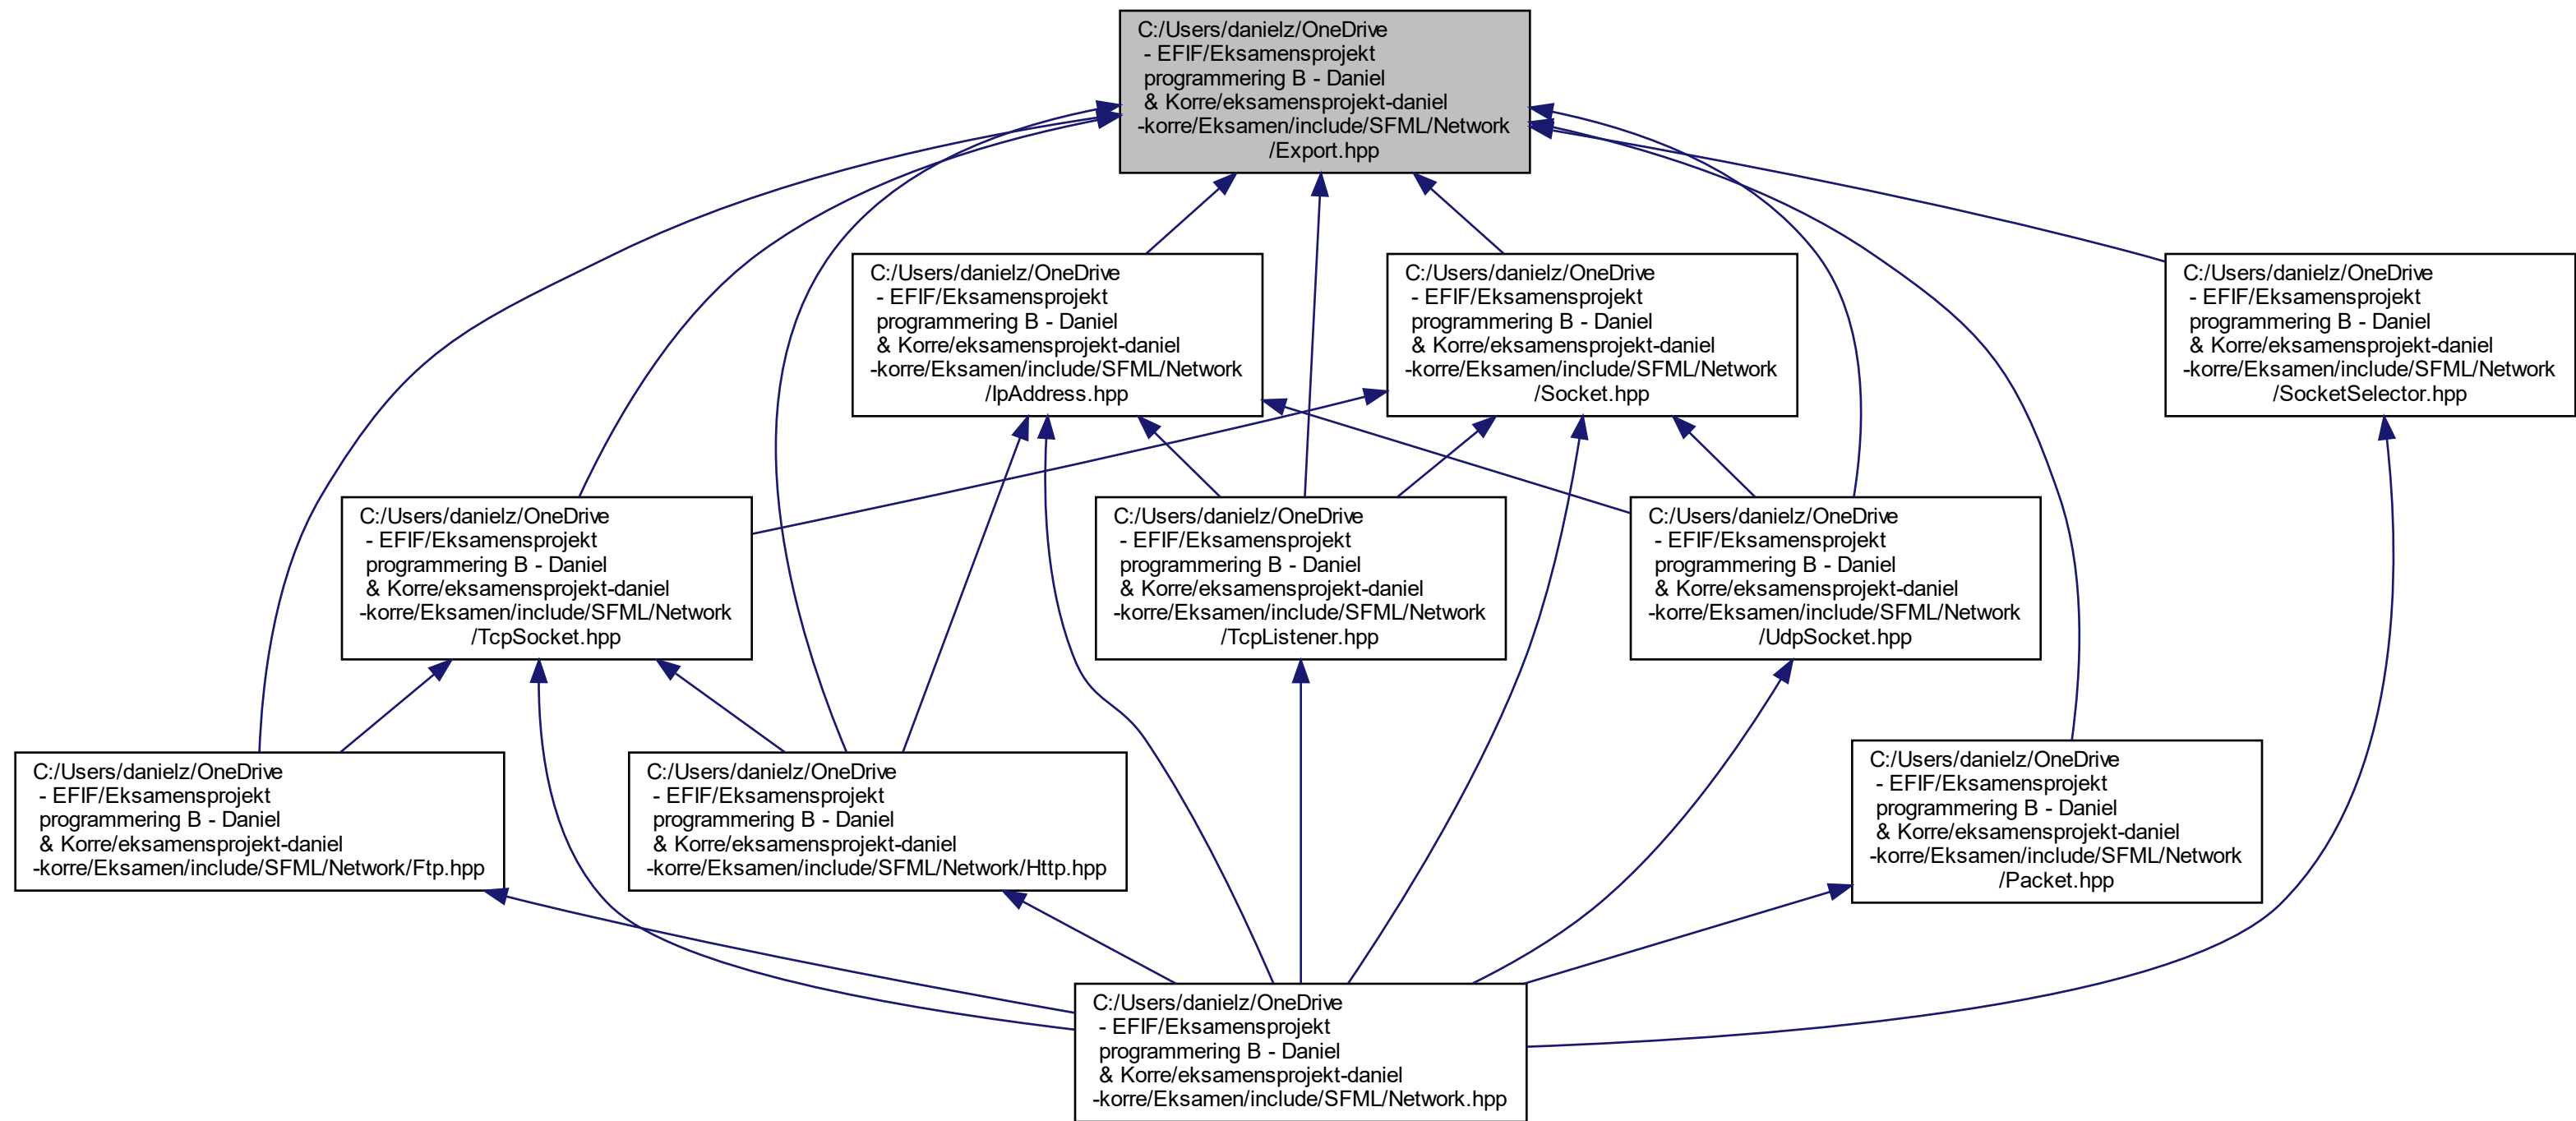 C:/Users/danielz/OneDrive
- EFIF/Eksamensprojekt
programmering B - Daniel
& Korre/eksamensprojekt-daniel
-korre/Eksamen/include/SFML/Network
/Export.hpp
C:/Users/danielz/OneDrive
- EFIF/Eksamensprojekt
programmering B - Daniel
& Korre/eksamensprojekt-daniel
-korre/Eksamen/include/SFML/Network
/IpAddress.hpp
C:/Users/danielz/OneDrive
- EFIF/Eksamensprojekt
programmering B - Daniel
& Korre/eksamensprojekt-daniel
-korre/Eksamen/include/SFML/Network
/Socket.hpp
C:/Users/danielz/OneDrive
- EFIF/Eksamensprojekt
programmering B - Daniel
& Korre/eksamensprojekt-daniel
-korre/Eksamen/include/SFML/Network
/SocketSelector.hpp
C:/Users/danielz/OneDrive
- EFIF/Eksamensprojekt
programmering B - Daniel
& Korre/eksamensprojekt-daniel
-korre/Eksamen/include/SFML/Network
/TcpSocket.hpp
C:/Users/danielz/OneDrive
- EFIF/Eksamensprojekt
programmering B - Daniel
& Korre/eksamensprojekt-daniel
-korre/Eksamen/include/SFML/Network
/TcpListener.hpp
C:/Users/danielz/OneDrive
- EFIF/Eksamensprojekt
programmering B - Daniel
& Korre/eksamensprojekt-daniel
-korre/Eksamen/include/SFML/Network
/UdpSocket.hpp
C:/Users/danielz/OneDrive
- EFIF/Eksamensprojekt
programmering B - Daniel
& Korre/eksamensprojekt-daniel
-korre/Eksamen/include/SFML/Network/Ftp.hpp
C:/Users/danielz/OneDrive
- EFIF/Eksamensprojekt
programmering B - Daniel
& Korre/eksamensprojekt-daniel
-korre/Eksamen/include/SFML/Network/Http.hpp
C:/Users/danielz/OneDrive
- EFIF/Eksamensprojekt
programmering B - Daniel
& Korre/eksamensprojekt-daniel
-korre/Eksamen/include/SFML/Network
/Packet.hpp
C:/Users/danielz/OneDrive
- EFIF/Eksamensprojekt
programmering B - Daniel
& Korre/eksamensprojekt-daniel
-korre/Eksamen/include/SFML/Network.hpp